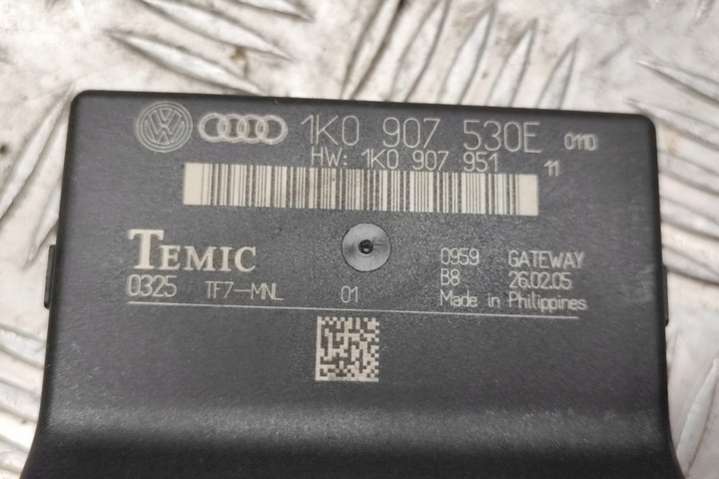 1K0 907 530E 0110
HW: 1K0 907 951 11
TEMIC
0959 GATEWAY
0325 TF7-MNL 01 B8 26.02.05
Made in Philippines